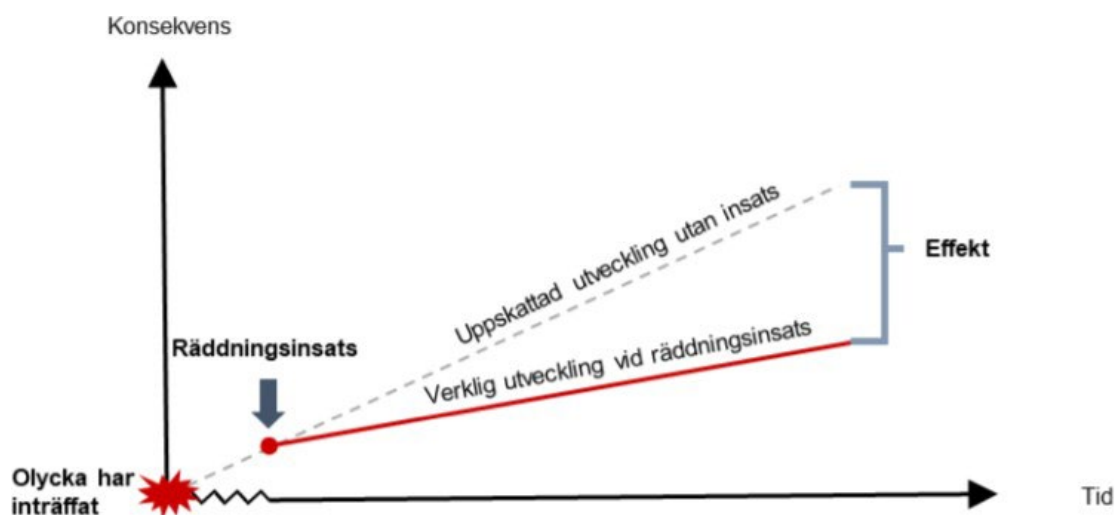 Konsekvens
Uppskattad utveckling utan insats
Effekt
Räddningsinsats
Verklig utveckling vid räddningsinsats
Olycka har
inträffat
Tid